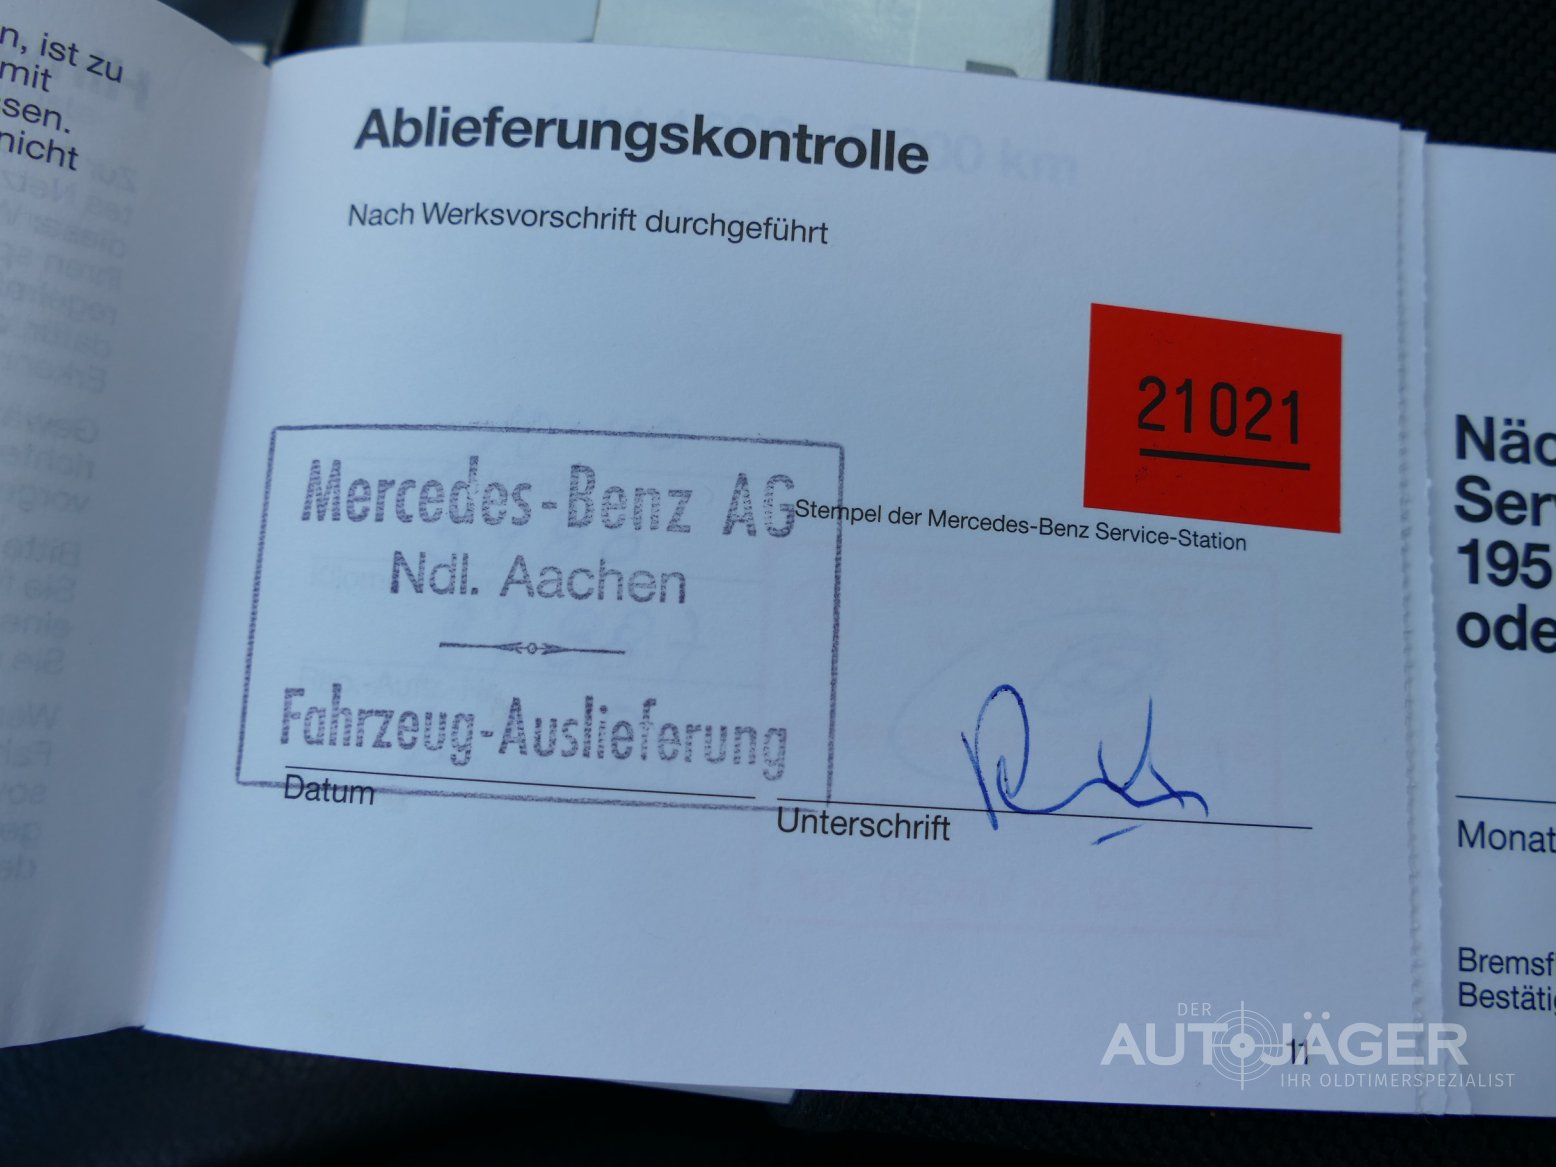 n, ist zu
mit
ssen.
nicht
Ablieferungskontrolle
Nach Werksvorschrift durchgeführt
21021
Stempel der Mercedes-Benz Service-Station
Mercedes-Benz AG
Ndl. Aachen
Fahrzeug-Auslieferung
Datum
Unterschrift
11
Näc
Ser
195
ode
Monat
Bremsf
Bestätig
DER
AUTOJÄGER
IHR OLDTIMERSPEZIALIST